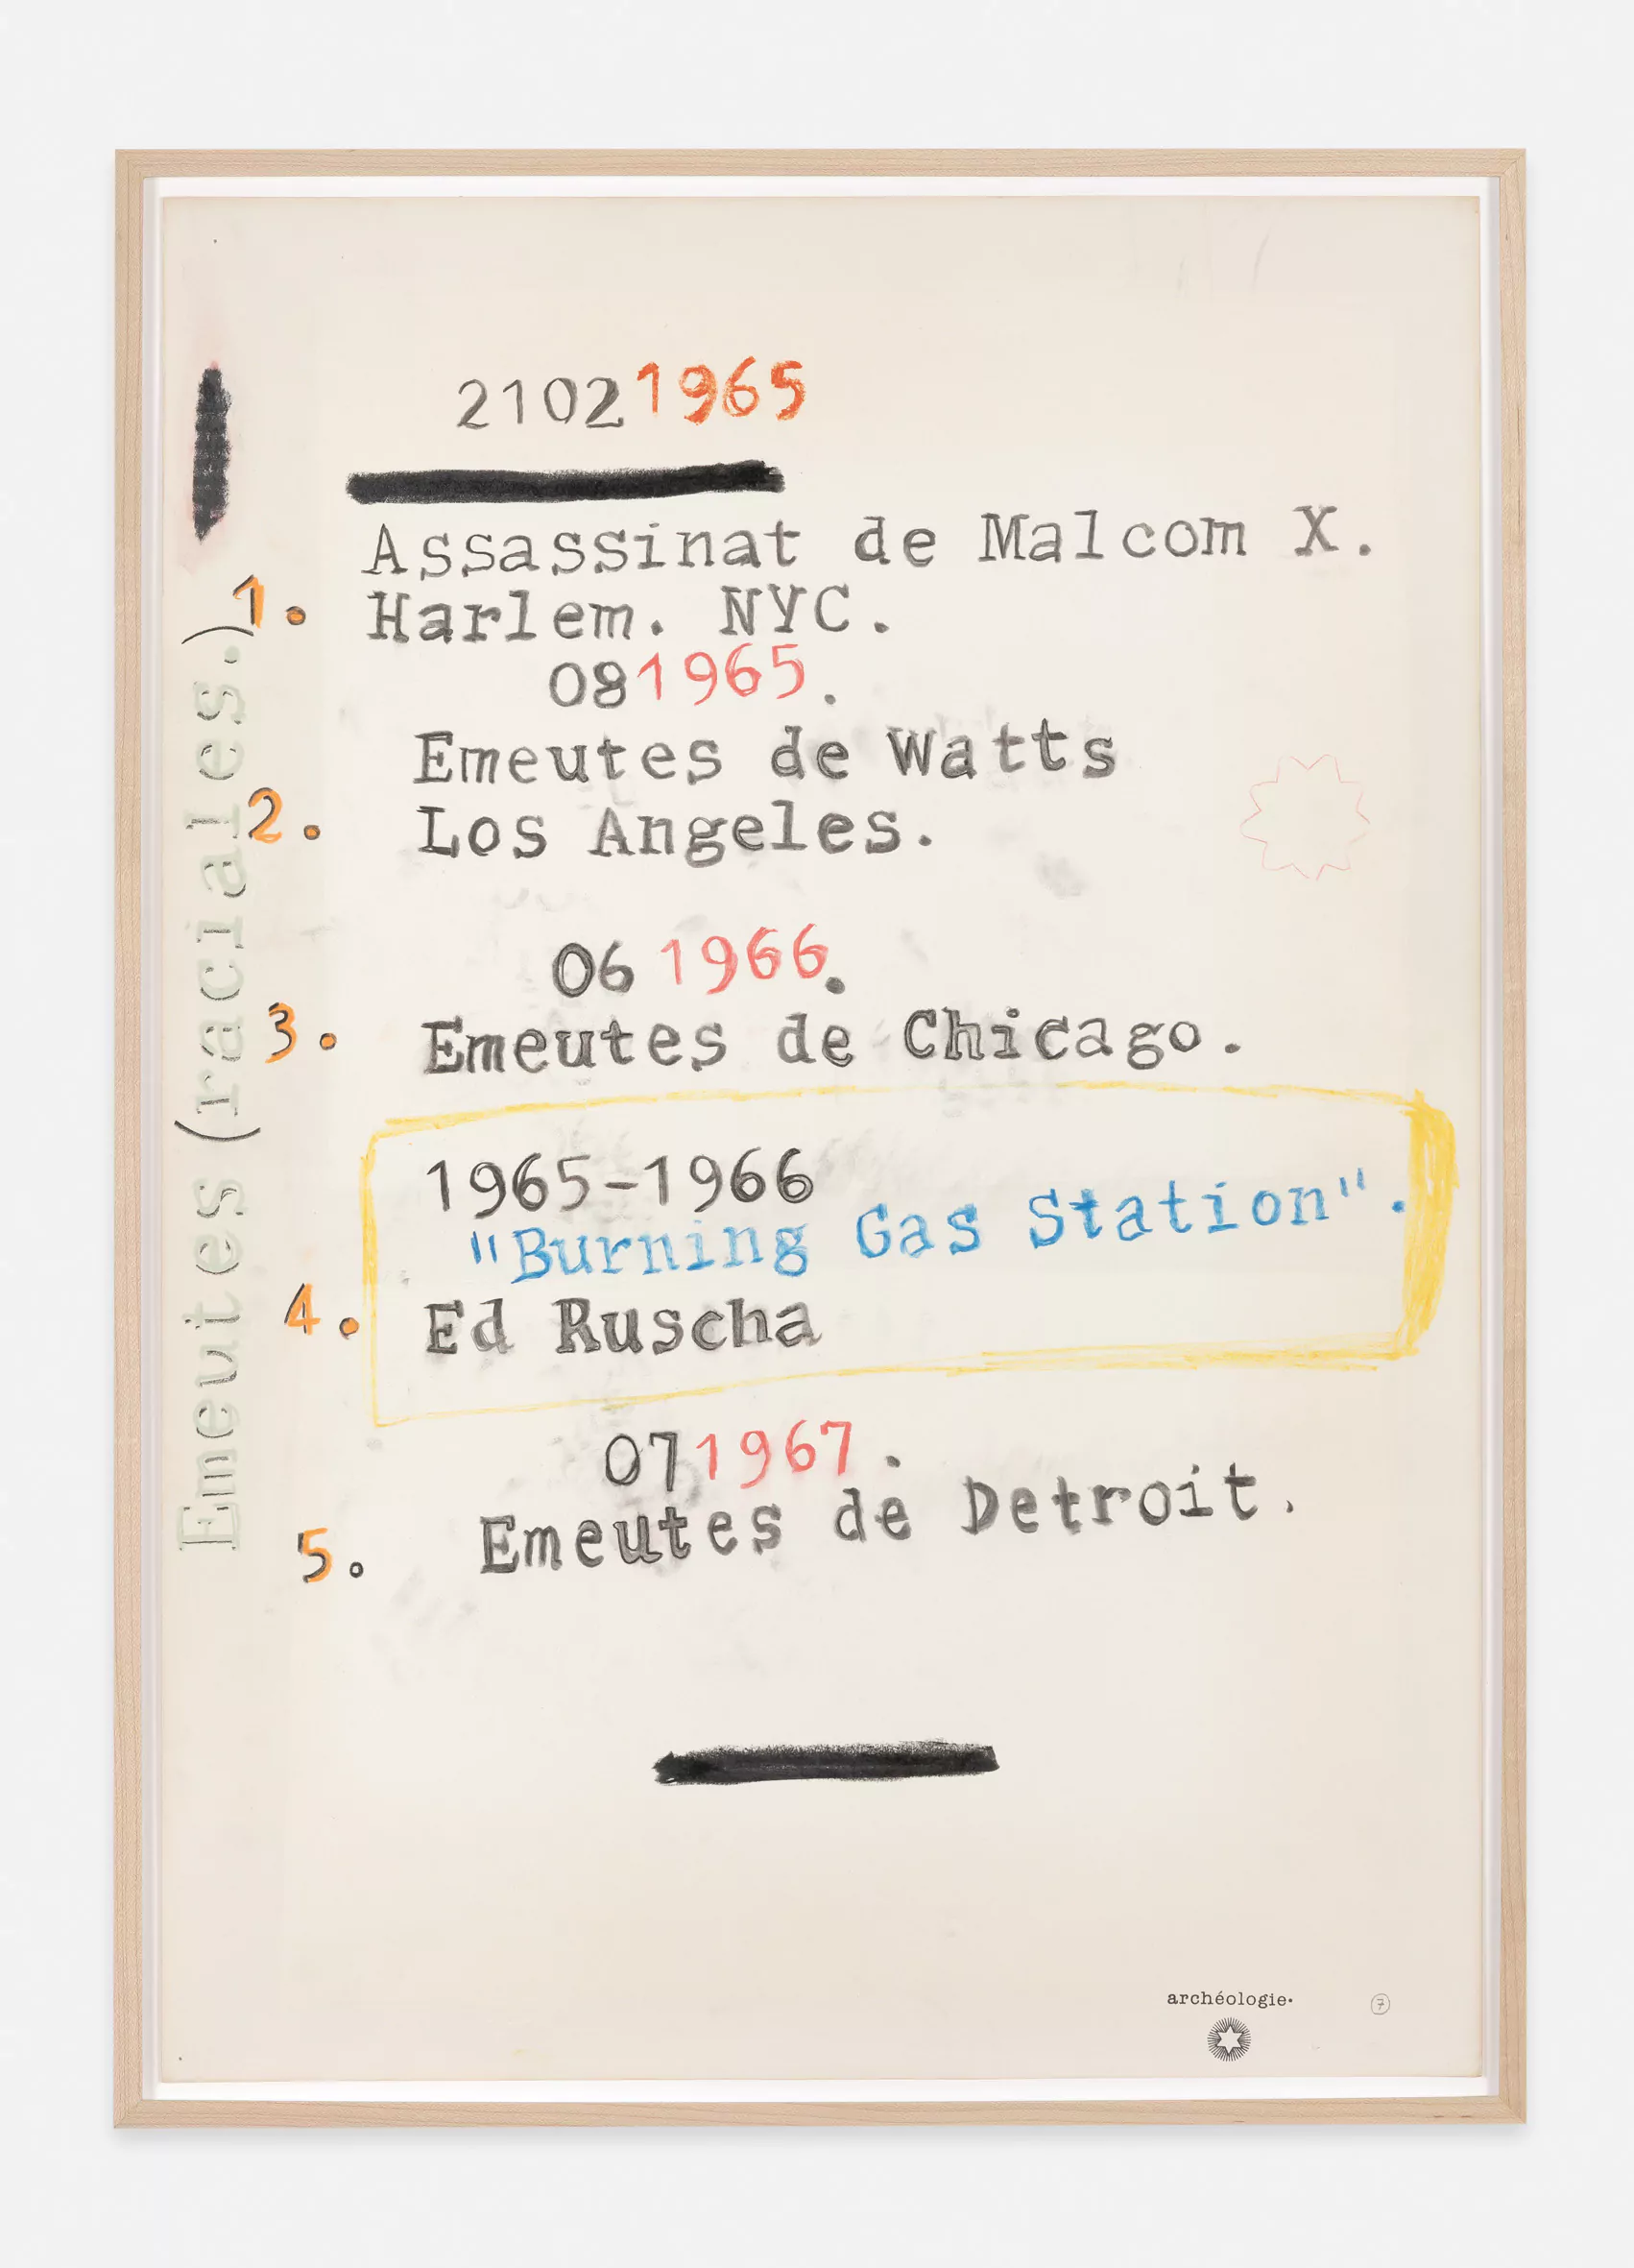 21021965
Assassinat de Malcom X.
1. Harlem. NYC.
081965.
Emeutes de Watts
2. Los Angeles.
06 1966.
3. Emeutes de Chicago.
1965-1966
"Burning Gas Station".
4. Ed Ruscha
071967.
5. Emeutes de Detroit.
Emeutes (raciales.)
archéologie.
7